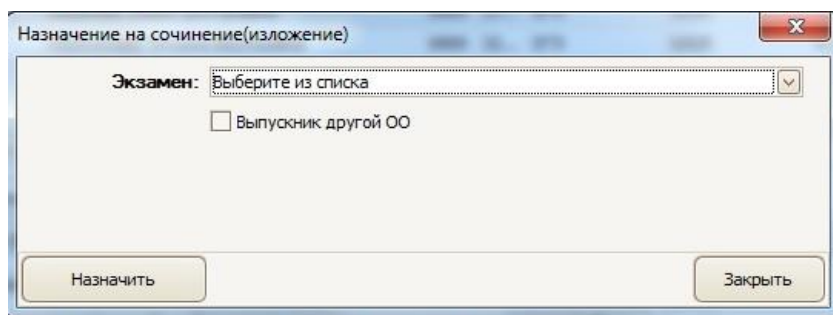 Назначение на сочинение(изложение)
Экзамен: Выберите из списка
Выпускник другой ОО
Назначить Закрыть